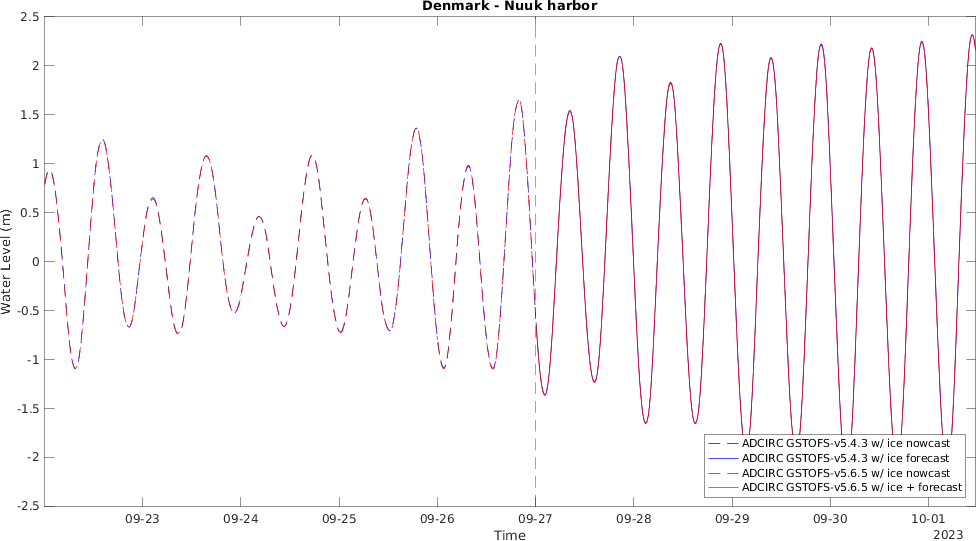 Denmark - Nuuk harbor
2.5
2
1.5
1
0.5
0
-0.5
-1
-1.5
-2
-2.5
Water Level (m)
ADCIRC GSTOFS-v5.4.3 w/ ice nowcast
ADCIRC GSTOFS-v5.4.3 w/ ice forecast
ADCIRC GSTOFS-v5.6.5 w/ ice nowcast
ADCIRC GSTOFS-v5.6.5 w/ ice + forecast
09-23 09-24 09-25 09-26 09-27 09-28 09-29 09-30 10-01
Time
2023